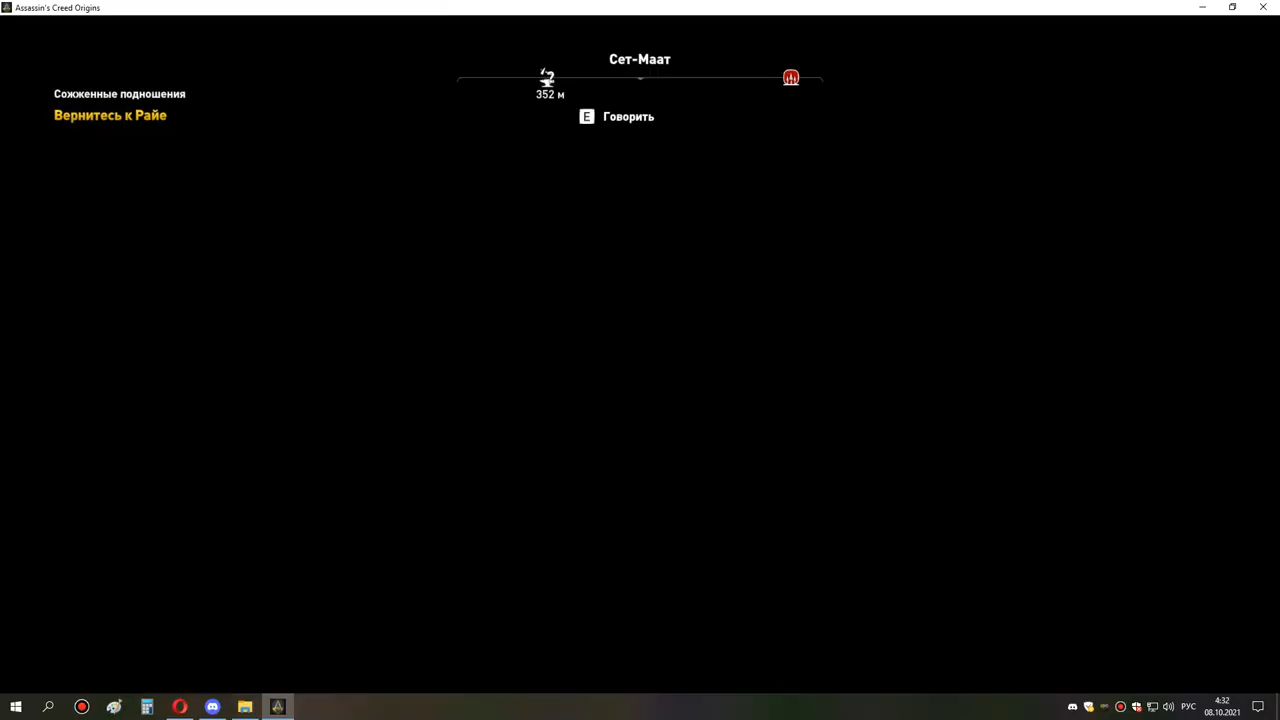 Assassin's Creed Origins
Сет-Маат
352 м
Сожженные подношения
Вернитесь к Райе
E Говорить
РУС
4:32
08.10.2021